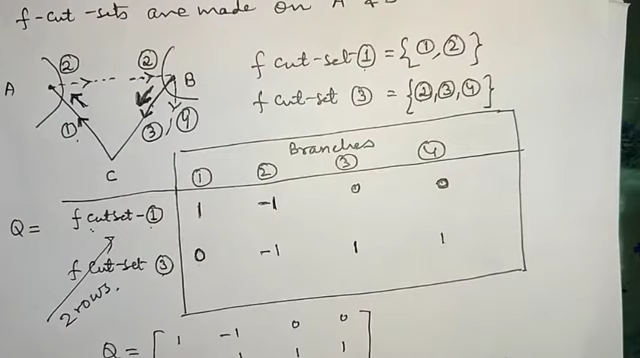 f-cut-sets are made on A &
② ② f cut-set ① = {①, ②}
A B
f cut-set ③ = {②, ③, ④}
① ③, ④
C
Branches
① ② ③ ④
Q = f cutset-① 1 -1 0 0
f cut-set ③ 0 -1 1 1
2 rows.
Q = [ 1 -1 0 0 ]
1 1